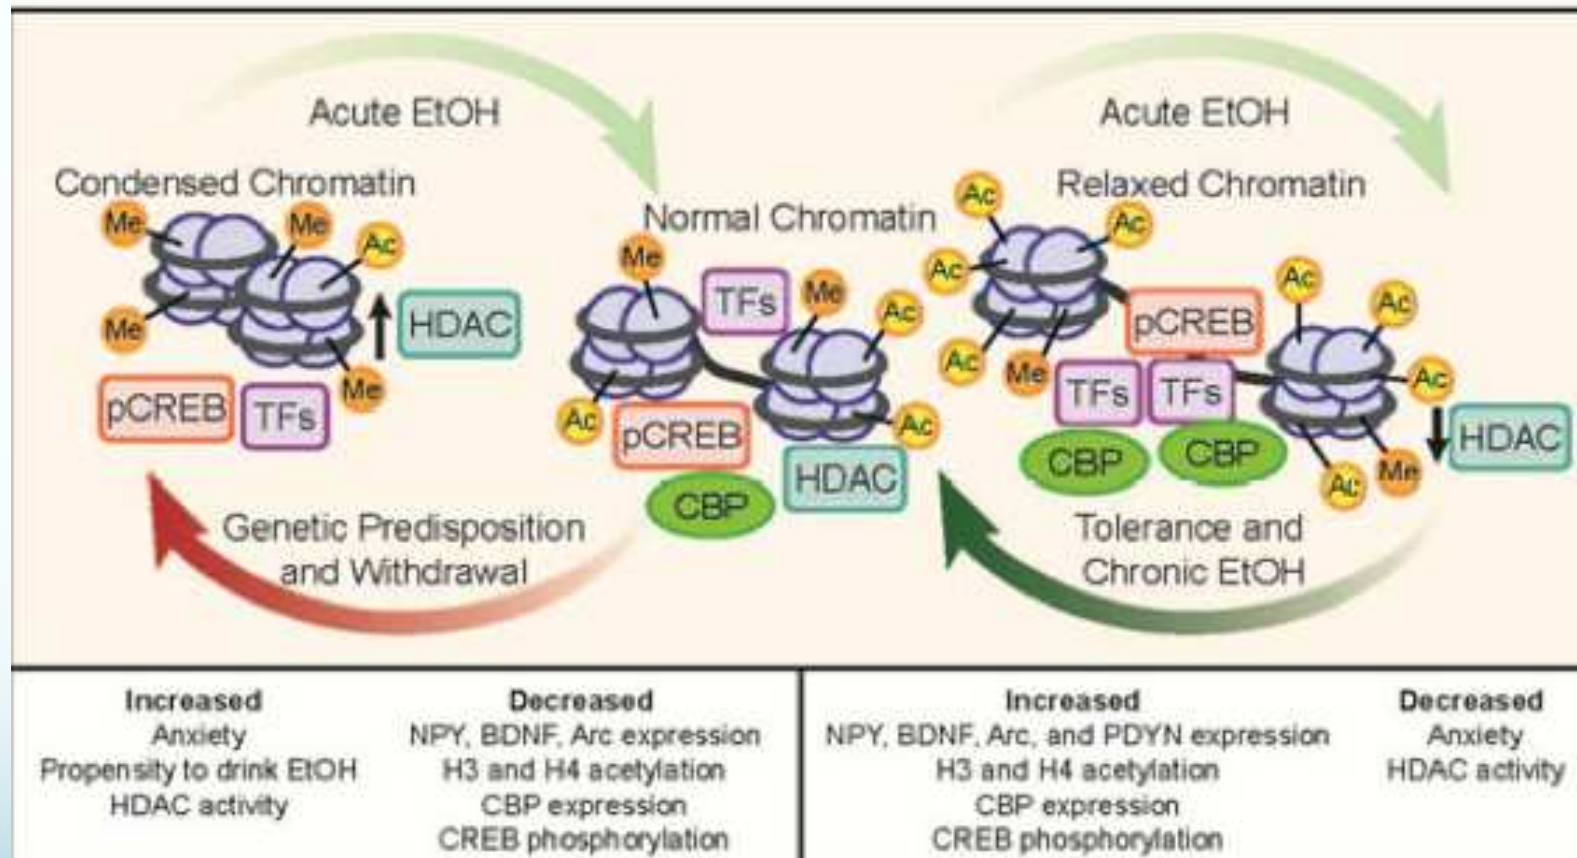 Acute EtOH
Condensed Chromatin
Me
Me
Ac
Me
Me
HDAC
pCREB
TFs
Genetic Predisposition
and Withdrawal
Normal Chromatin
Me
TFs
Me
Ac
Ac
pCREB
Ac
CBP
HDAC
Acute EtOH
Relaxed Chromatin
Ac
Ac
Ac
Ac
Ac
pCREB
Ac
Me
TFs
TFs
Ac
CBP
CBP
Ac
Me
HDAC
Tolerance and
Chronic EtOH
Increased
Anxiety
Propensity to drink EtOH
HDAC activity
Decreased
NPY, BDNF, Arc expression
H3 and H4 acetylation
CBP expression
CREB phosphorylation
Increased
NPY, BDNF, Arc, and PDYN expression
H3 and H4 acetylation
CBP expression
CREB phosphorylation
Decreased
Anxiety
HDAC activity